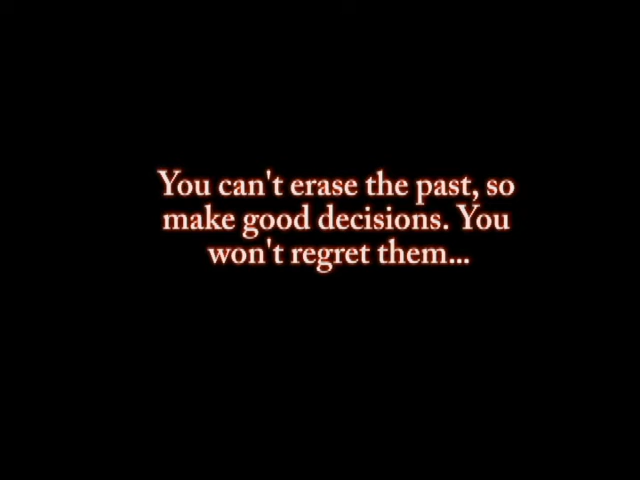 You can't erase the past, so
make good decisions. You
won't regret them...